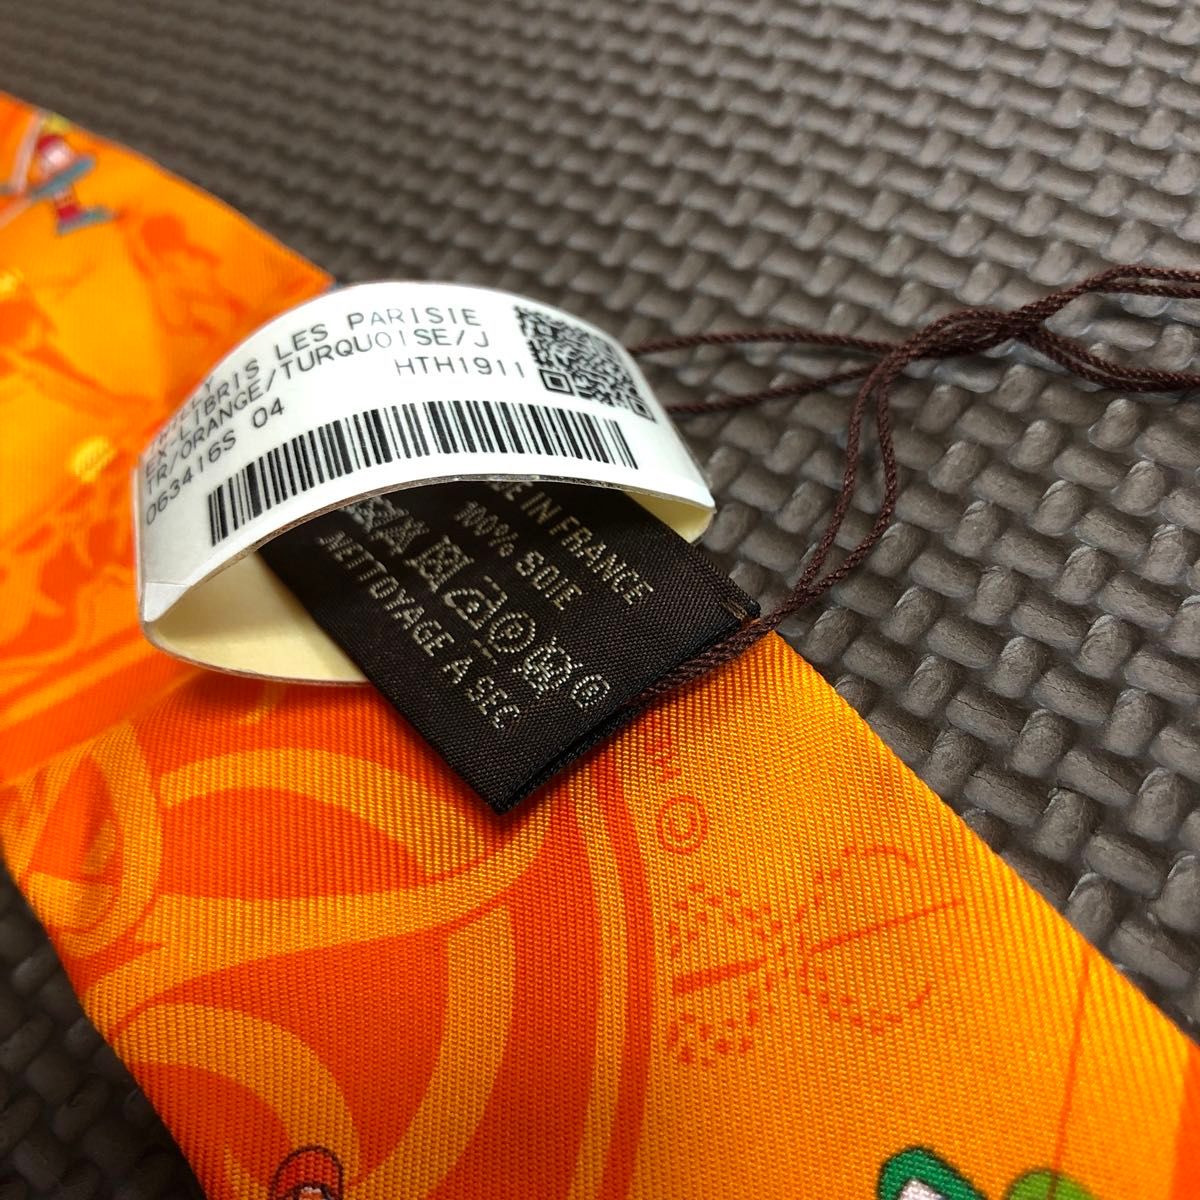 EX-LIBRIS LES PARISIE
TR/ORANGE/TURQUOISE/J
063416S 04
HTH1911
IN FRANCE
100% SOIE
NETTOYAGE À SEC